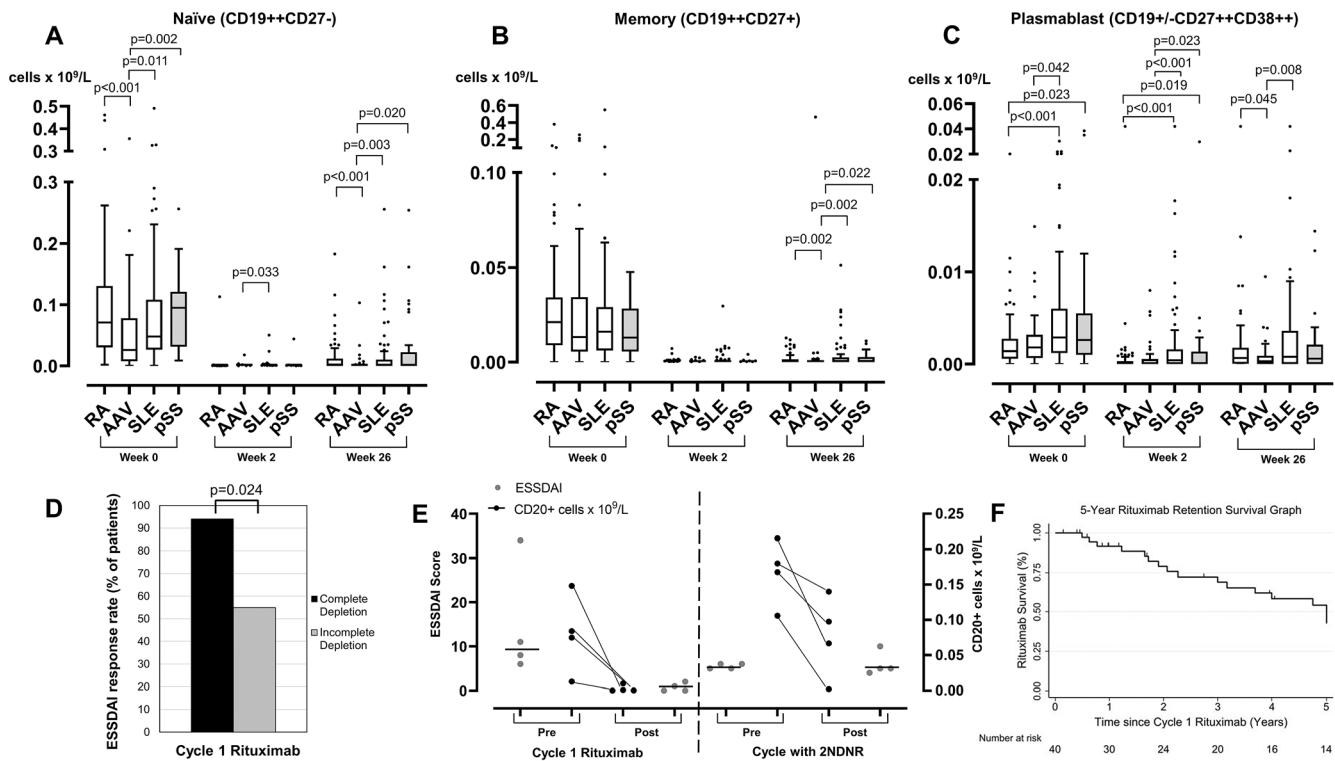 A
Naïve (CD19++CD27-)
cells x 10⁹/L
p=0.002
p=0.011
p<0.001
p=0.033
p=0.020
p=0.003
p<0.001
0.5
0.4
0.3
0.3
0.2
0.1
0.0
RA AAV SLE pSS RA AAV SLE pSS RA AAV SLE pSS
Week 0 Week 2 Week 26
B
Memory (CD19++CD27+)
cells x 10⁹/L
p=0.022
p=0.002
p=0.002
0.6
0.4
0.2
0.10
0.05
0.00
RA AAV SLE pSS RA AAV SLE pSS RA AAV SLE pSS
Week 0 Week 2 Week 26
C
Plasmablast (CD19+/-CD27++CD38++)
cells x 10⁹/L
p=0.042
p=0.023
p<0.001
p=0.023
p<0.001
p=0.019
p<0.001
p=0.008
p=0.045
0.06
0.04
0.02
0.02
0.01
0.00
RA AAV SLE pSS RA AAV SLE pSS RA AAV SLE pSS
Week 0 Week 2 Week 26
D
p=0.024
ESSDAI response rate (% of patients)
100
90
80
70
60
50
40
30
20
10
0
Cycle 1 Rituximab
Complete
Depletion
Incomplete
Depletion
E
ESSDAI
CD20+ cells x 10⁹/L
ESSDAI Score
40
30
20
10
0
0.25
0.20
0.15
0.10
0.05
0.00
CD20+ cells x 10⁹/L
Pre Post Pre Post
Cycle 1 Rituximab Cycle with 2NDNR
F
5-Year Rituximab Retention Survival Graph
Rituximab Survival (%)
1.00
0.75
0.50
0.25
0.00
0 1 2 3 4 5
Time since Cycle 1 Rituximab (Years)
Number at risk
40 30 24 20 16 14